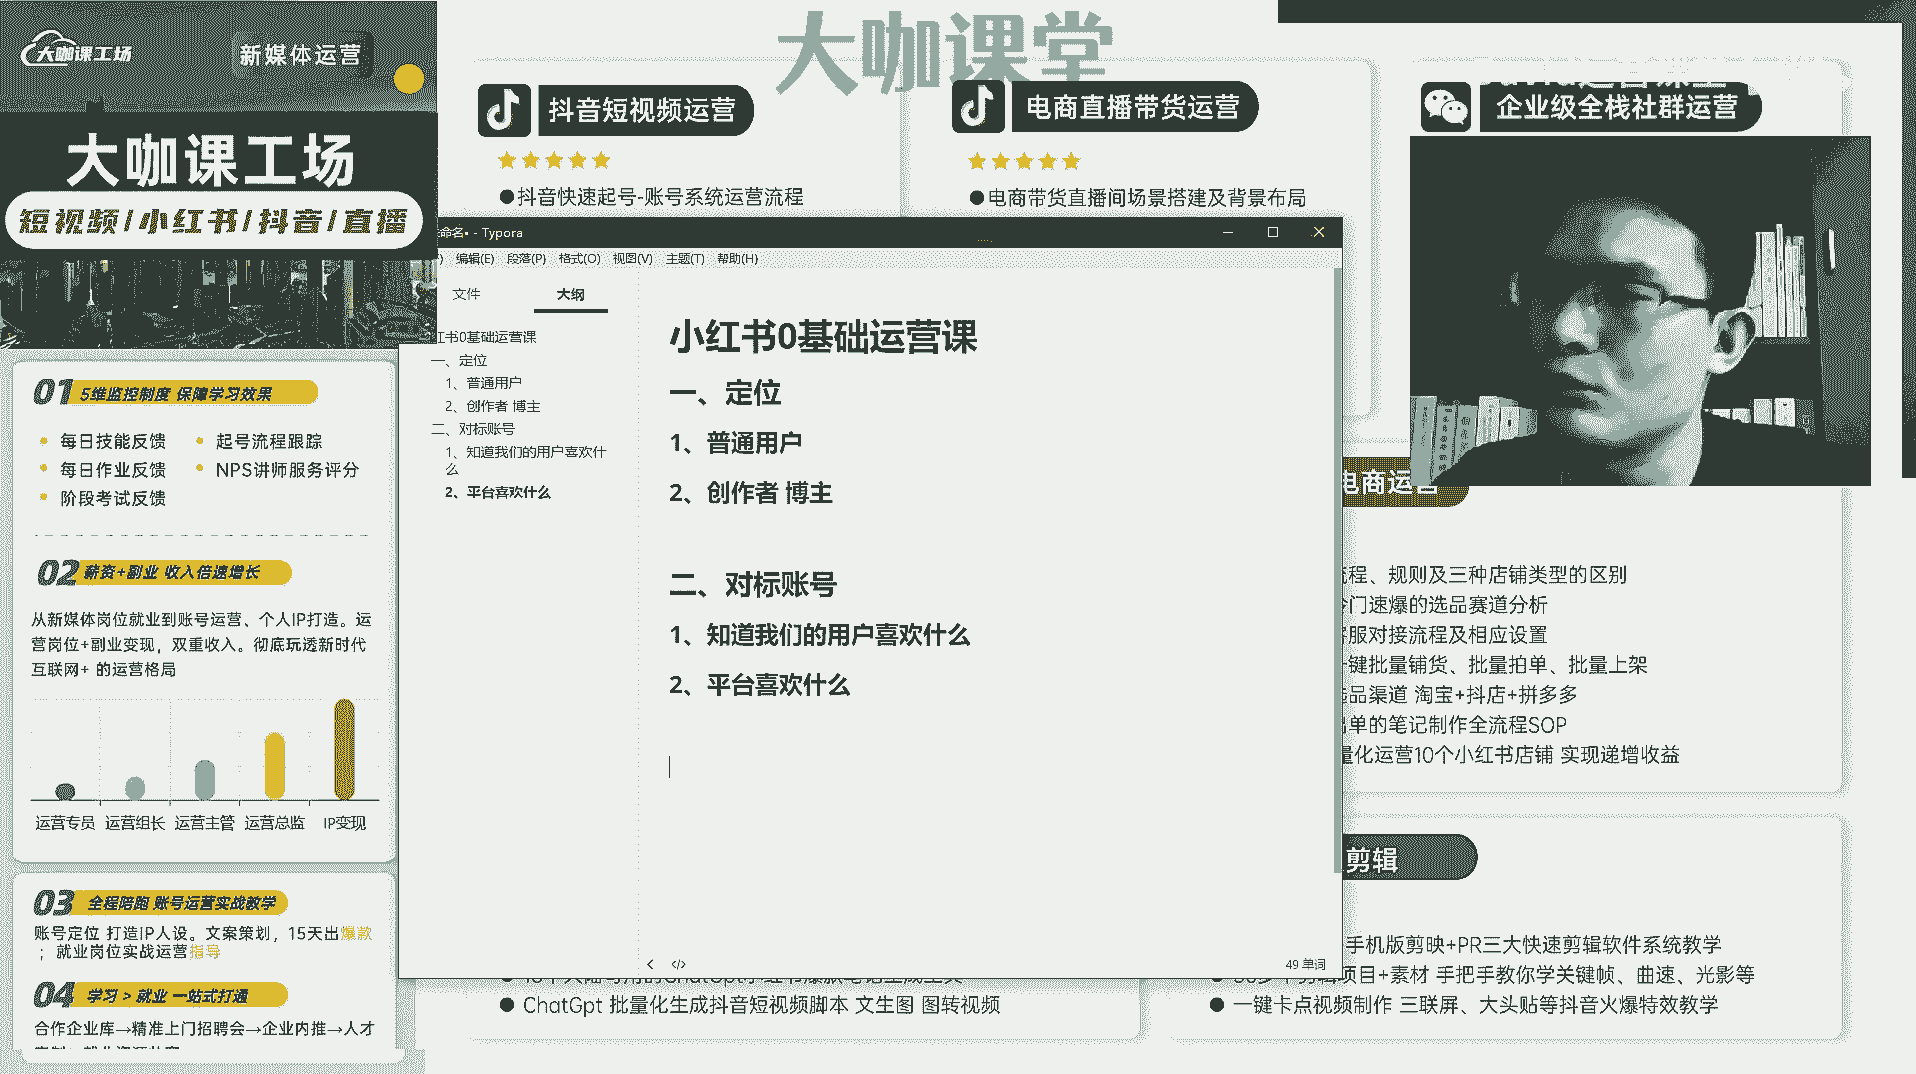 大咖课工场
新媒体运营
大咖课工场
短视频/小红书/抖音/直播
01 5维监控制度 保障学习效果
每日技能反馈
起号流程跟踪
每日作业反馈
NPS讲师服务评分
阶段考试反馈
02 薪资+副业 收入倍速增长
从新媒体岗位就业到账号运营、个人IP打造。运
营岗位+副业变现，双重收入。彻底玩透新时代
互联网+ 的运营格局
运营专员 运营组长 运营主管 运营总监 IP变现
03 全程陪跑 账号运营实战教学
账号定位 打造IP人设。文案策划，15天出爆款
；就业岗位实战运营指导
04 学习 > 就业 一站式打通
合作企业库→精准上门招聘会→企业内推→人才
大咖课堂
抖音短视频运营
●抖音快速起号-账号系统运营流程
电商直播带货运营
●电商带货直播间场景搭建及背景布局
企业级全栈社群运营
命名• - Typora
编辑(E) 段落(P) 格式(O) 视图(V) 主题(T) 帮助(H)
文件 大纲
红书0基础运营课
一、定位
1、普通用户
2、创作者 博主
二、对标账号
1、知道我们的用户喜欢什
么
2、平台喜欢什么
小红书0基础运营课
一、定位
1、普通用户
2、创作者 博主
二、对标账号
1、知道我们的用户喜欢什么
2、平台喜欢什么
49 单词
电商运营
流程、规则及三种店铺类型的区别
冷门速爆的选品赛道分析
客服对接流程及相应设置
一键批量铺货、批量拍单、批量上架
选品渠道 淘宝+抖店+拼多多
出单的笔记制作全流程SOP
量化运营10个小红书店铺 实现递增收益
● ChatGpt 批量化生成抖音短视频脚本 文生图 图转视频
剪辑
手机版剪映+PR三大快速剪辑软件系统教学
项目+素材 手把手教你学关键帧、曲速、光影等
● 一键卡点视频制作 三联屏、大头贴等抖音火爆特效教学